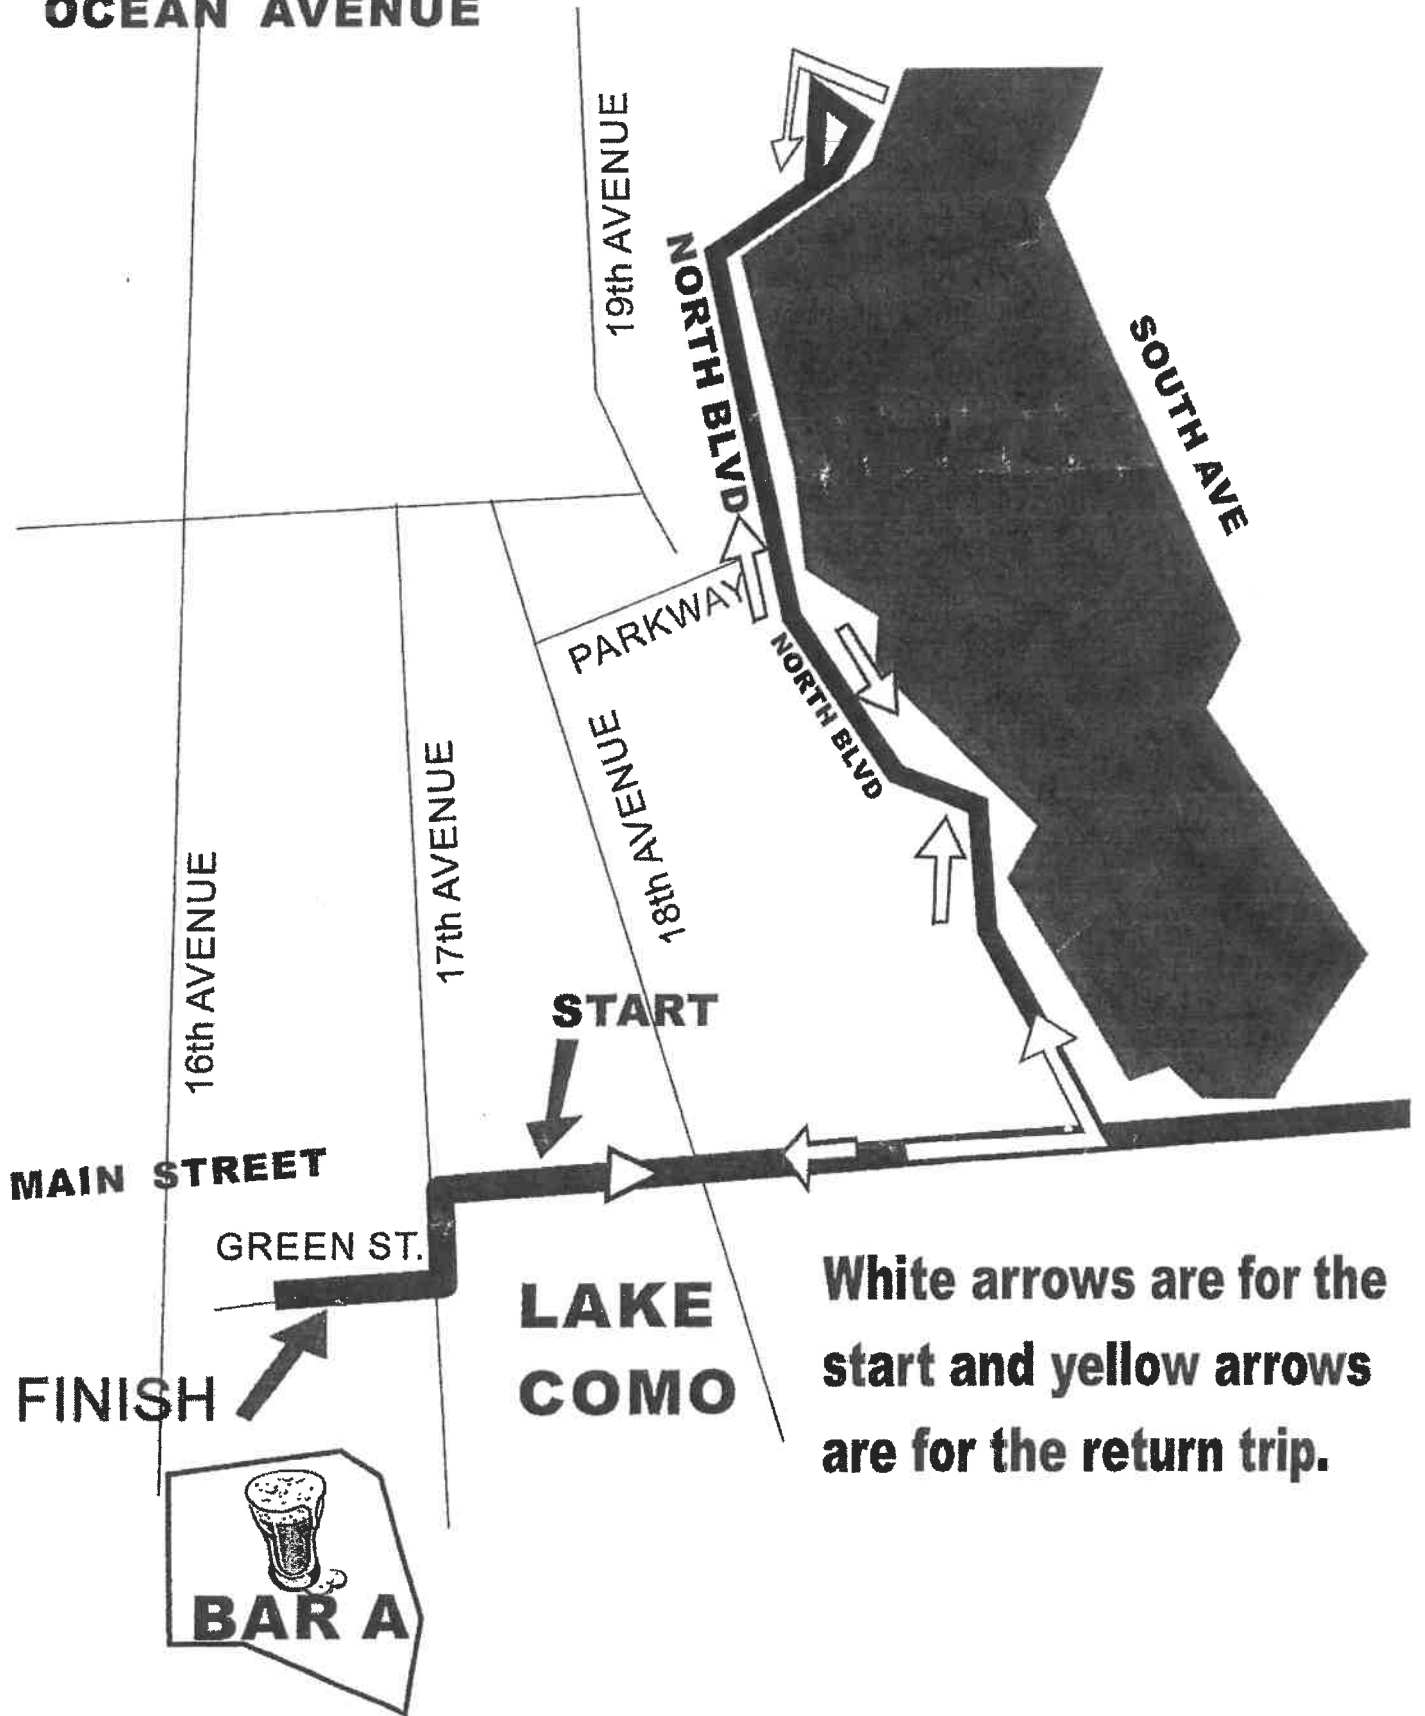 OCEAN AVENUE
19th AVENUE
NORTH BLVD
SOUTH AVE
PARKWAY
NORTH BLVD
18th AVENUE
17th AVENUE
16th AVENUE
START
MAIN STREET
GREEN ST.
LAKE
COMO
White arrows are for the
start and yellow arrows
are for the return trip.
FINISH
BAR A